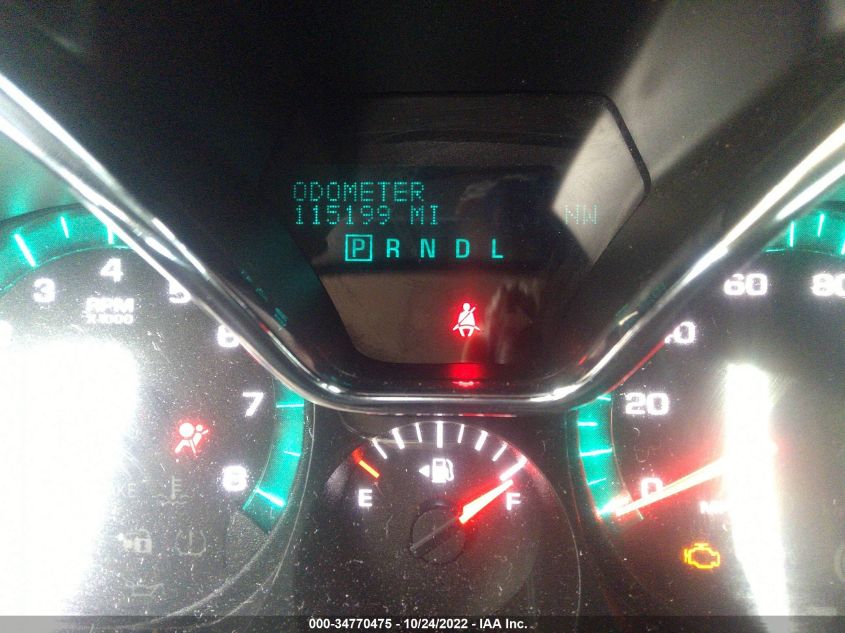 ODOMETER
115199 MI NW
P R N D L
3 4 5 6 7 8
RPM
X1000
E F
0 20 40 60 80
000-34770475 - 10/24/2022 - IAA Inc.